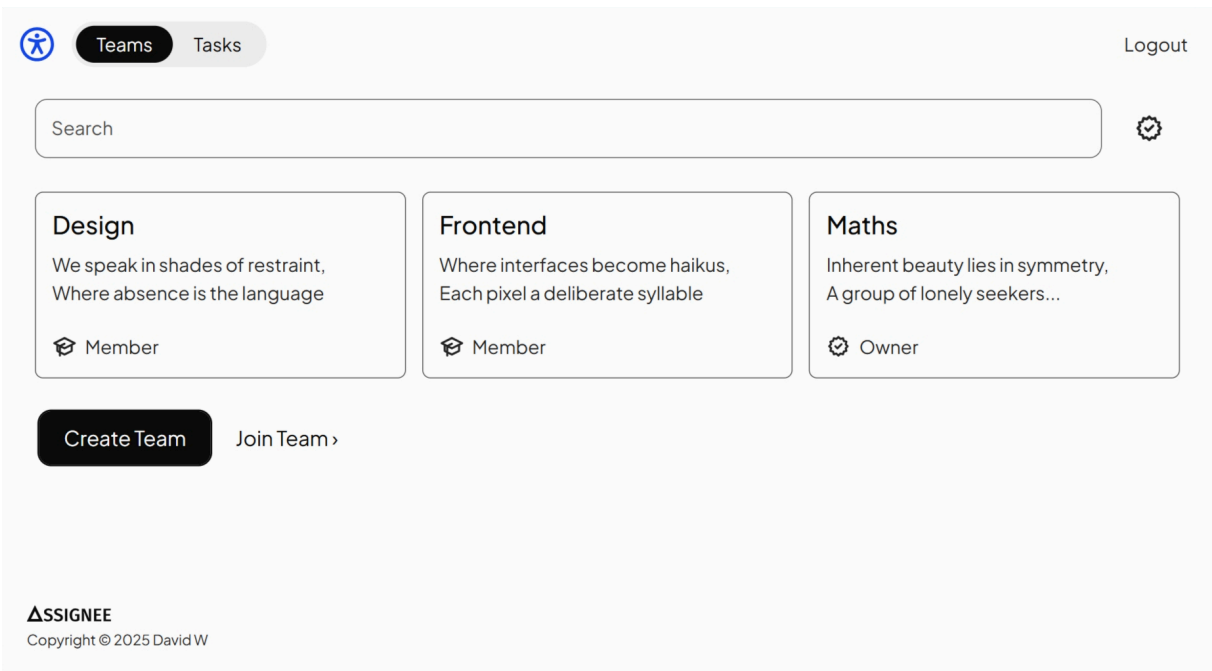 Teams
Tasks
Logout
Search
Design
We speak in shades of restraint,
Where absence is the language
Member
Frontend
Where interfaces become haikus,
Each pixel a deliberate syllable
Member
Maths
Inherent beauty lies in symmetry,
A group of lonely seekers...
Owner
Create Team
Join Team ›
ASSIGNEE
Copyright © 2025 David W